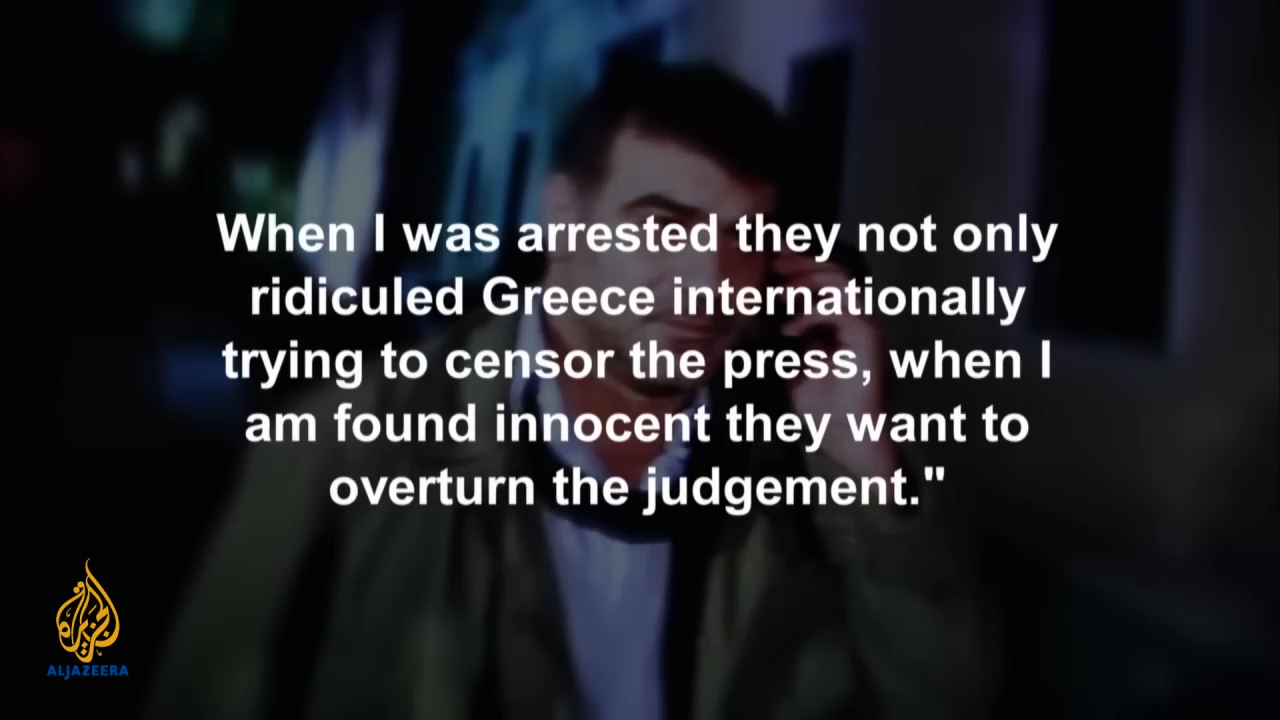 When I was arrested they not only
ridiculed Greece internationally
trying to censor the press, when I
am found innocent they want to
overturn the judgement."
الجزيرة
ALJAZEERA